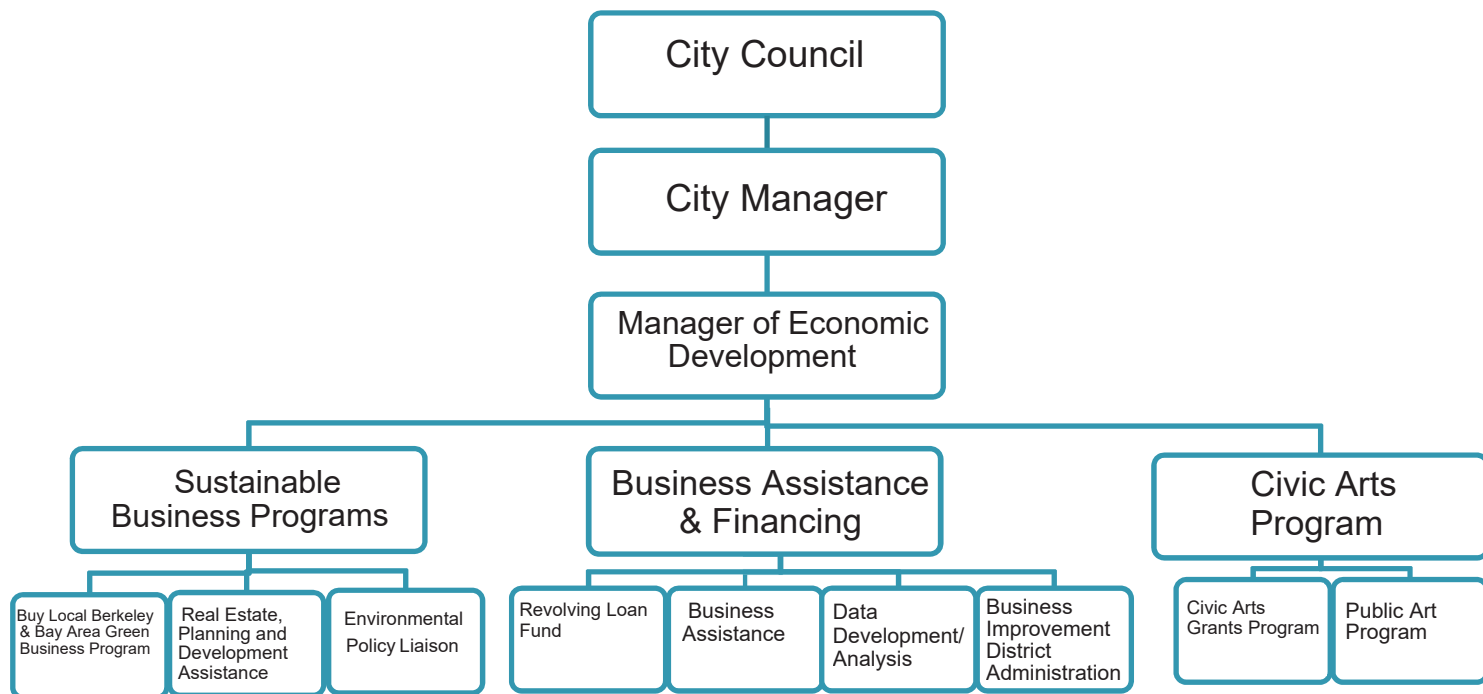 City Council
City Manager
Manager of Economic
Development
Sustainable
Business Programs
Business Assistance
& Financing
Civic Arts
Program
Buy Local Berkeley
& Bay Area Green
Business Program
Real Estate,
Planning and
Development
Assistance
Environmental
Policy Liaison
Revolving Loan
Fund
Business
Assistance
Data
Development/
Analysis
Business
Improvement
District
Administration
Civic Arts
Grants Program
Public Art
Program